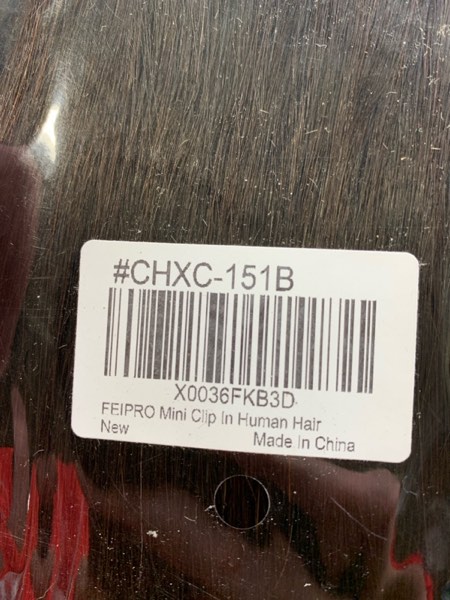 #CHXC-151B
X0036FKB3D
FEIPRO Mini Clip In Human Hair
New
Made In China